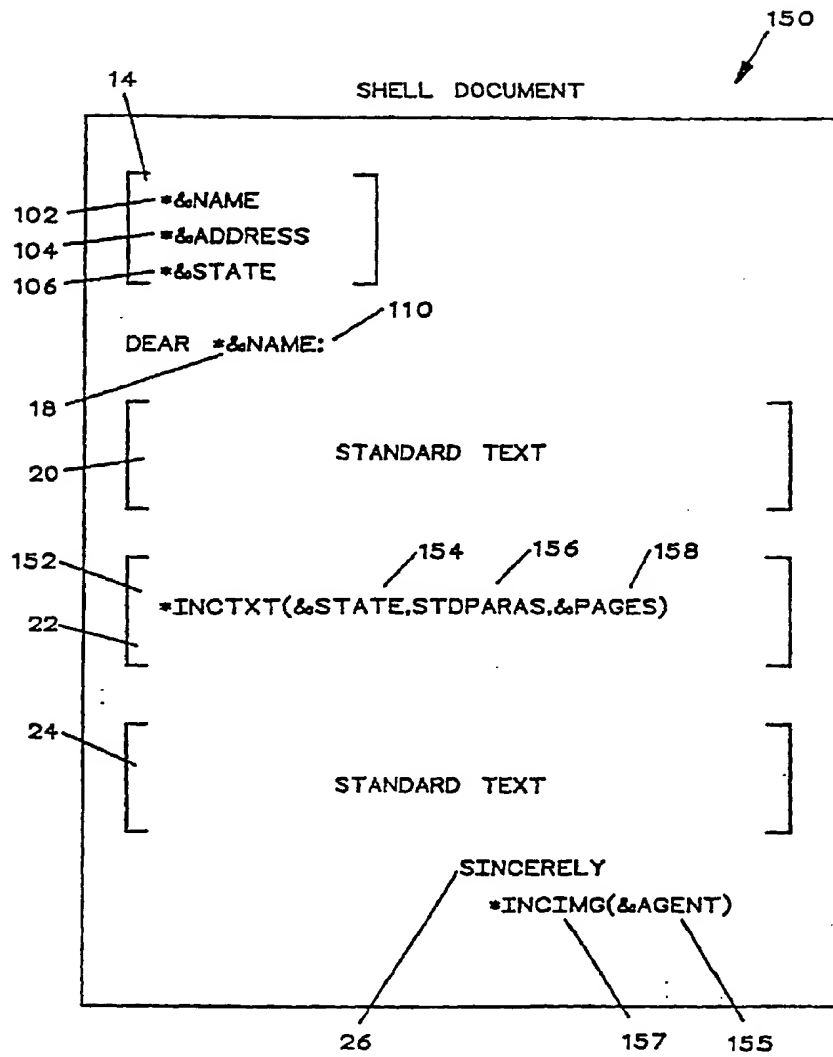 150
14
SHELL DOCUMENT
102 *&NAME
104 *&ADDRESS
106 *&STATE
110
DEAR *&NAME:
18
20 STANDARD TEXT
152 154 156 158
*INCTXT(&STATE,STDPARAS,&PAGES)
22
24
STANDARD TEXT
SINCERELY
*INCIMG(&AGENT)
26 157 155